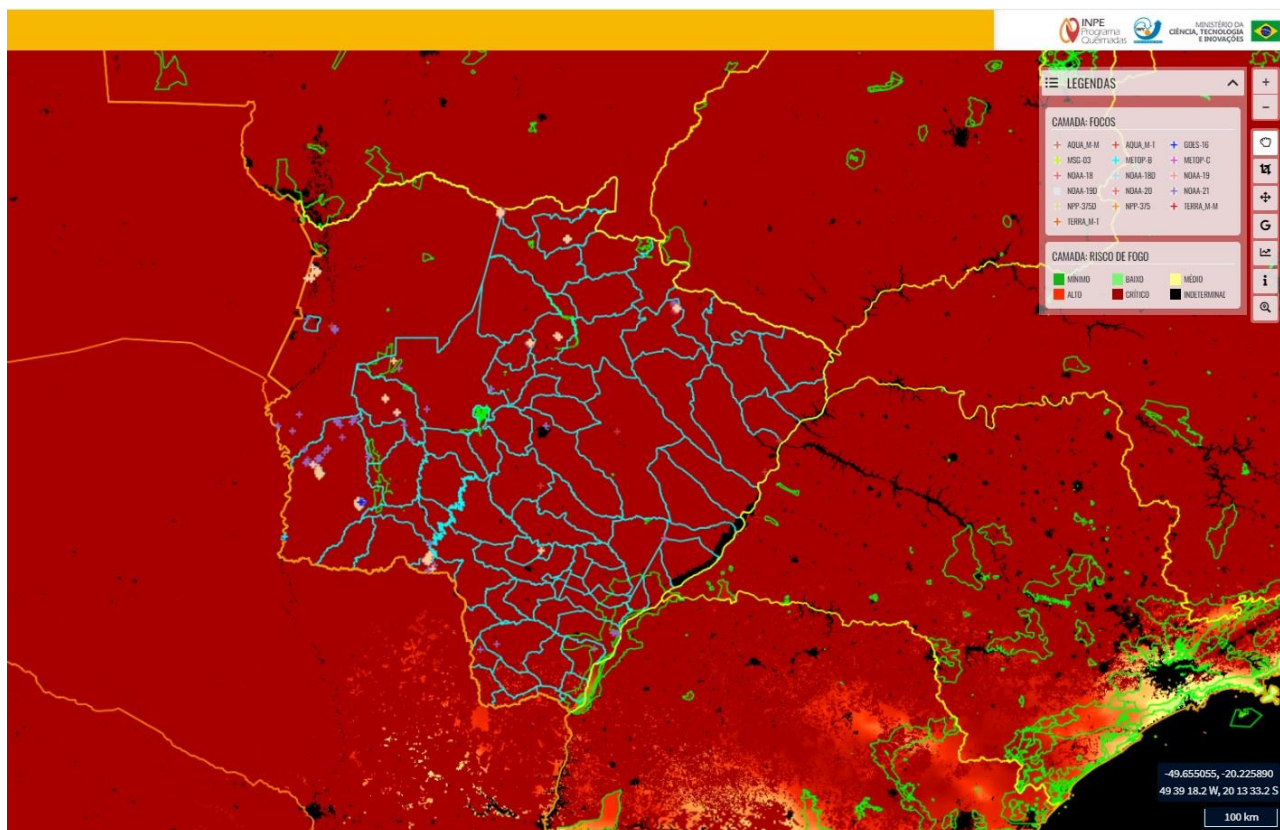 INPE
Programa
Queimadas
MINISTÉRIO DA
CIÊNCIA, TECNOLOGIA
E INOVAÇÕES
LEGENDAS
CAMADA: FOCOS
AQUA_M-M AQUA_M-T GOES-16
MSG-03 METOP-B METOP-C
NOAA-18 NOAA-18D NOAA-19
NOAA-19D NOAA-20 NOAA-21
NPP-375D NPP-375 TERRA_M-M
TERRA_M-T
CAMADA: RISCO DE FOGO
MÍNIMO BAIXO MÉDIO
ALTO CRÍTICO INDETERMINAL
+
−
G
i
-49.655055, -20.225890
49 39 18.2 W, 20 13 33.2 S
100 km